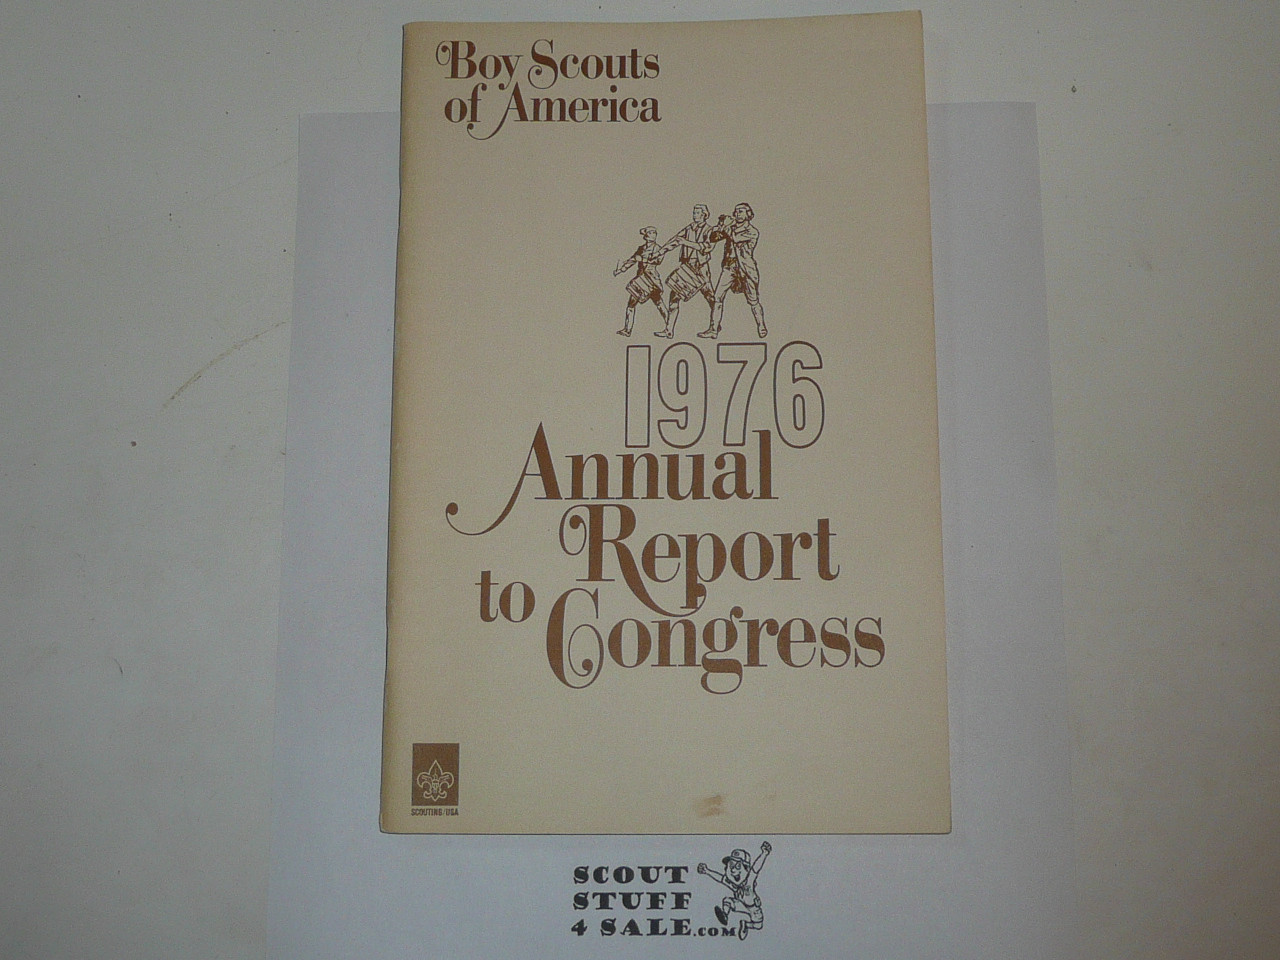 Boy Scouts
of America
1976
Annual
Report
to Congress
SCOUTING/USA
SCOUT
STUFF
4 SALE.com